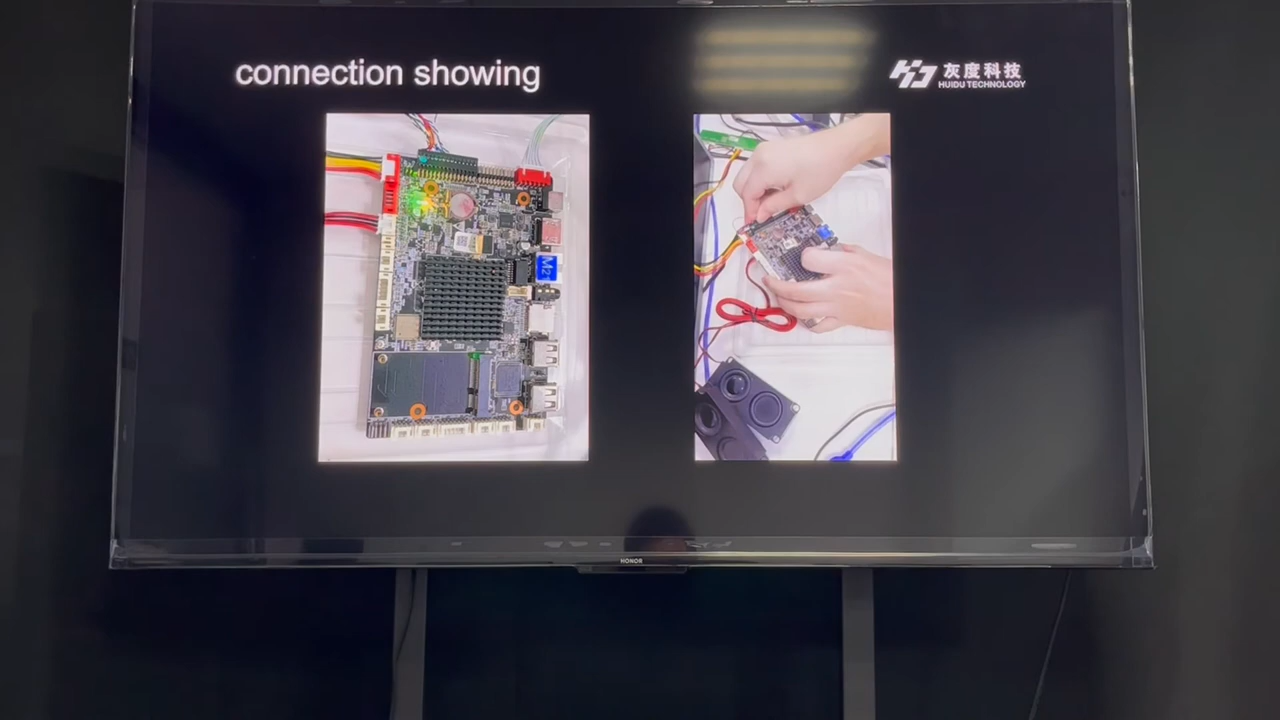 connection showing
灰度科技
HUIDU TECHNOLOGY
M2
HONOR